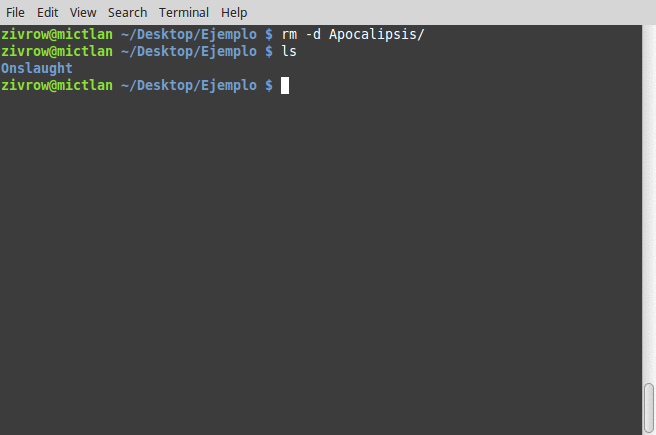 File Edit View Search Terminal Help
zivrow@mictlan ~/Desktop/Ejemplo $ rm -d Apocalipsis/
zivrow@mictlan ~/Desktop/Ejemplo $ ls
Onslaught
zivrow@mictlan ~/Desktop/Ejemplo $